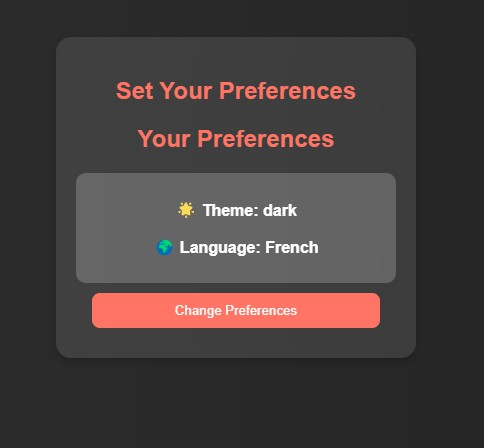 Set Your Preferences
Your Preferences
🌟 Theme: dark
🌍 Language: French
Change Preferences